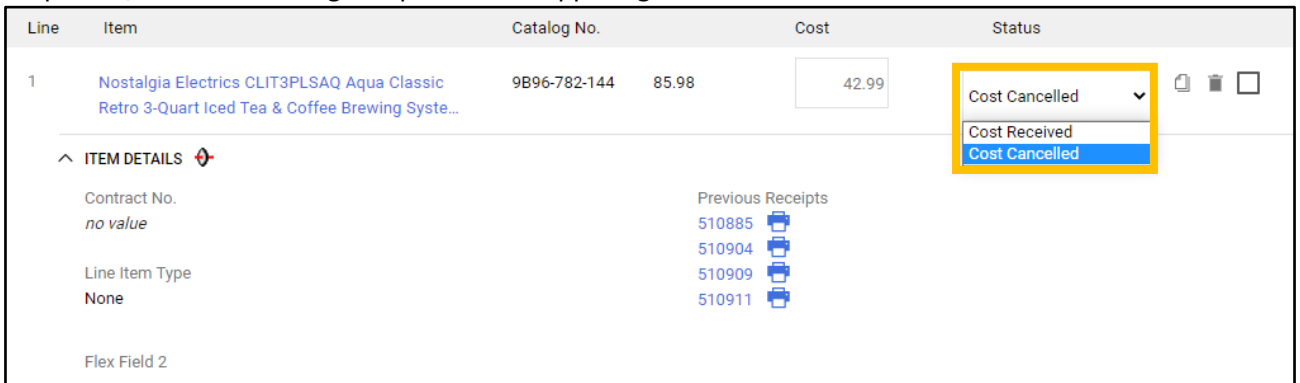 Line Item Catalog No. Cost Status
1 Nostalgia Electrics CLIT3PLSAQ Aqua Classic 9B96-782-144 85.98 42.99 Cost Cancelled
Retro 3-Quart Iced Tea & Coffee Brewing Syste...
Cost Received
Cost Cancelled
ITEM DETAILS
Contract No. Previous Receipts
no value 510885
510904
Line Item Type 510909
None 510911
Flex Field 2